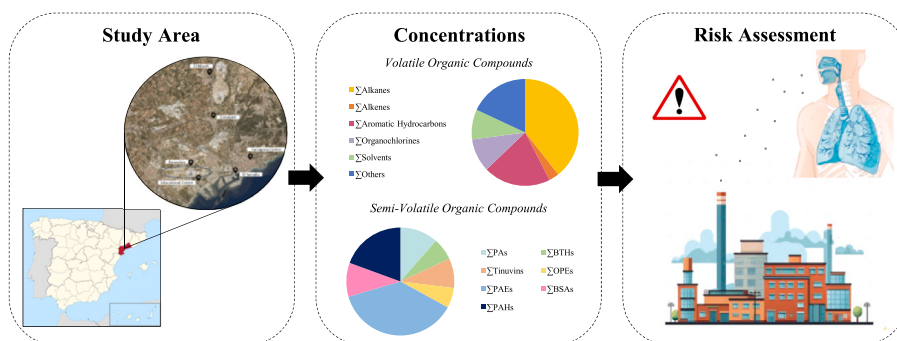 Study Area
Concentrations
Volatile Organic Compounds
∑Alkanes
∑Alkenes
∑Aromatic Hydrocarbons
∑Organochlorines
∑Solvents
∑Others
Semi-Volatile Organic Compounds
∑PAs
∑Tinuvins
∑PAEs
∑PAHs
∑BTHs
∑OPEs
∑BSAs
Risk Assessment